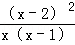 (x-2)²
x(x-1)